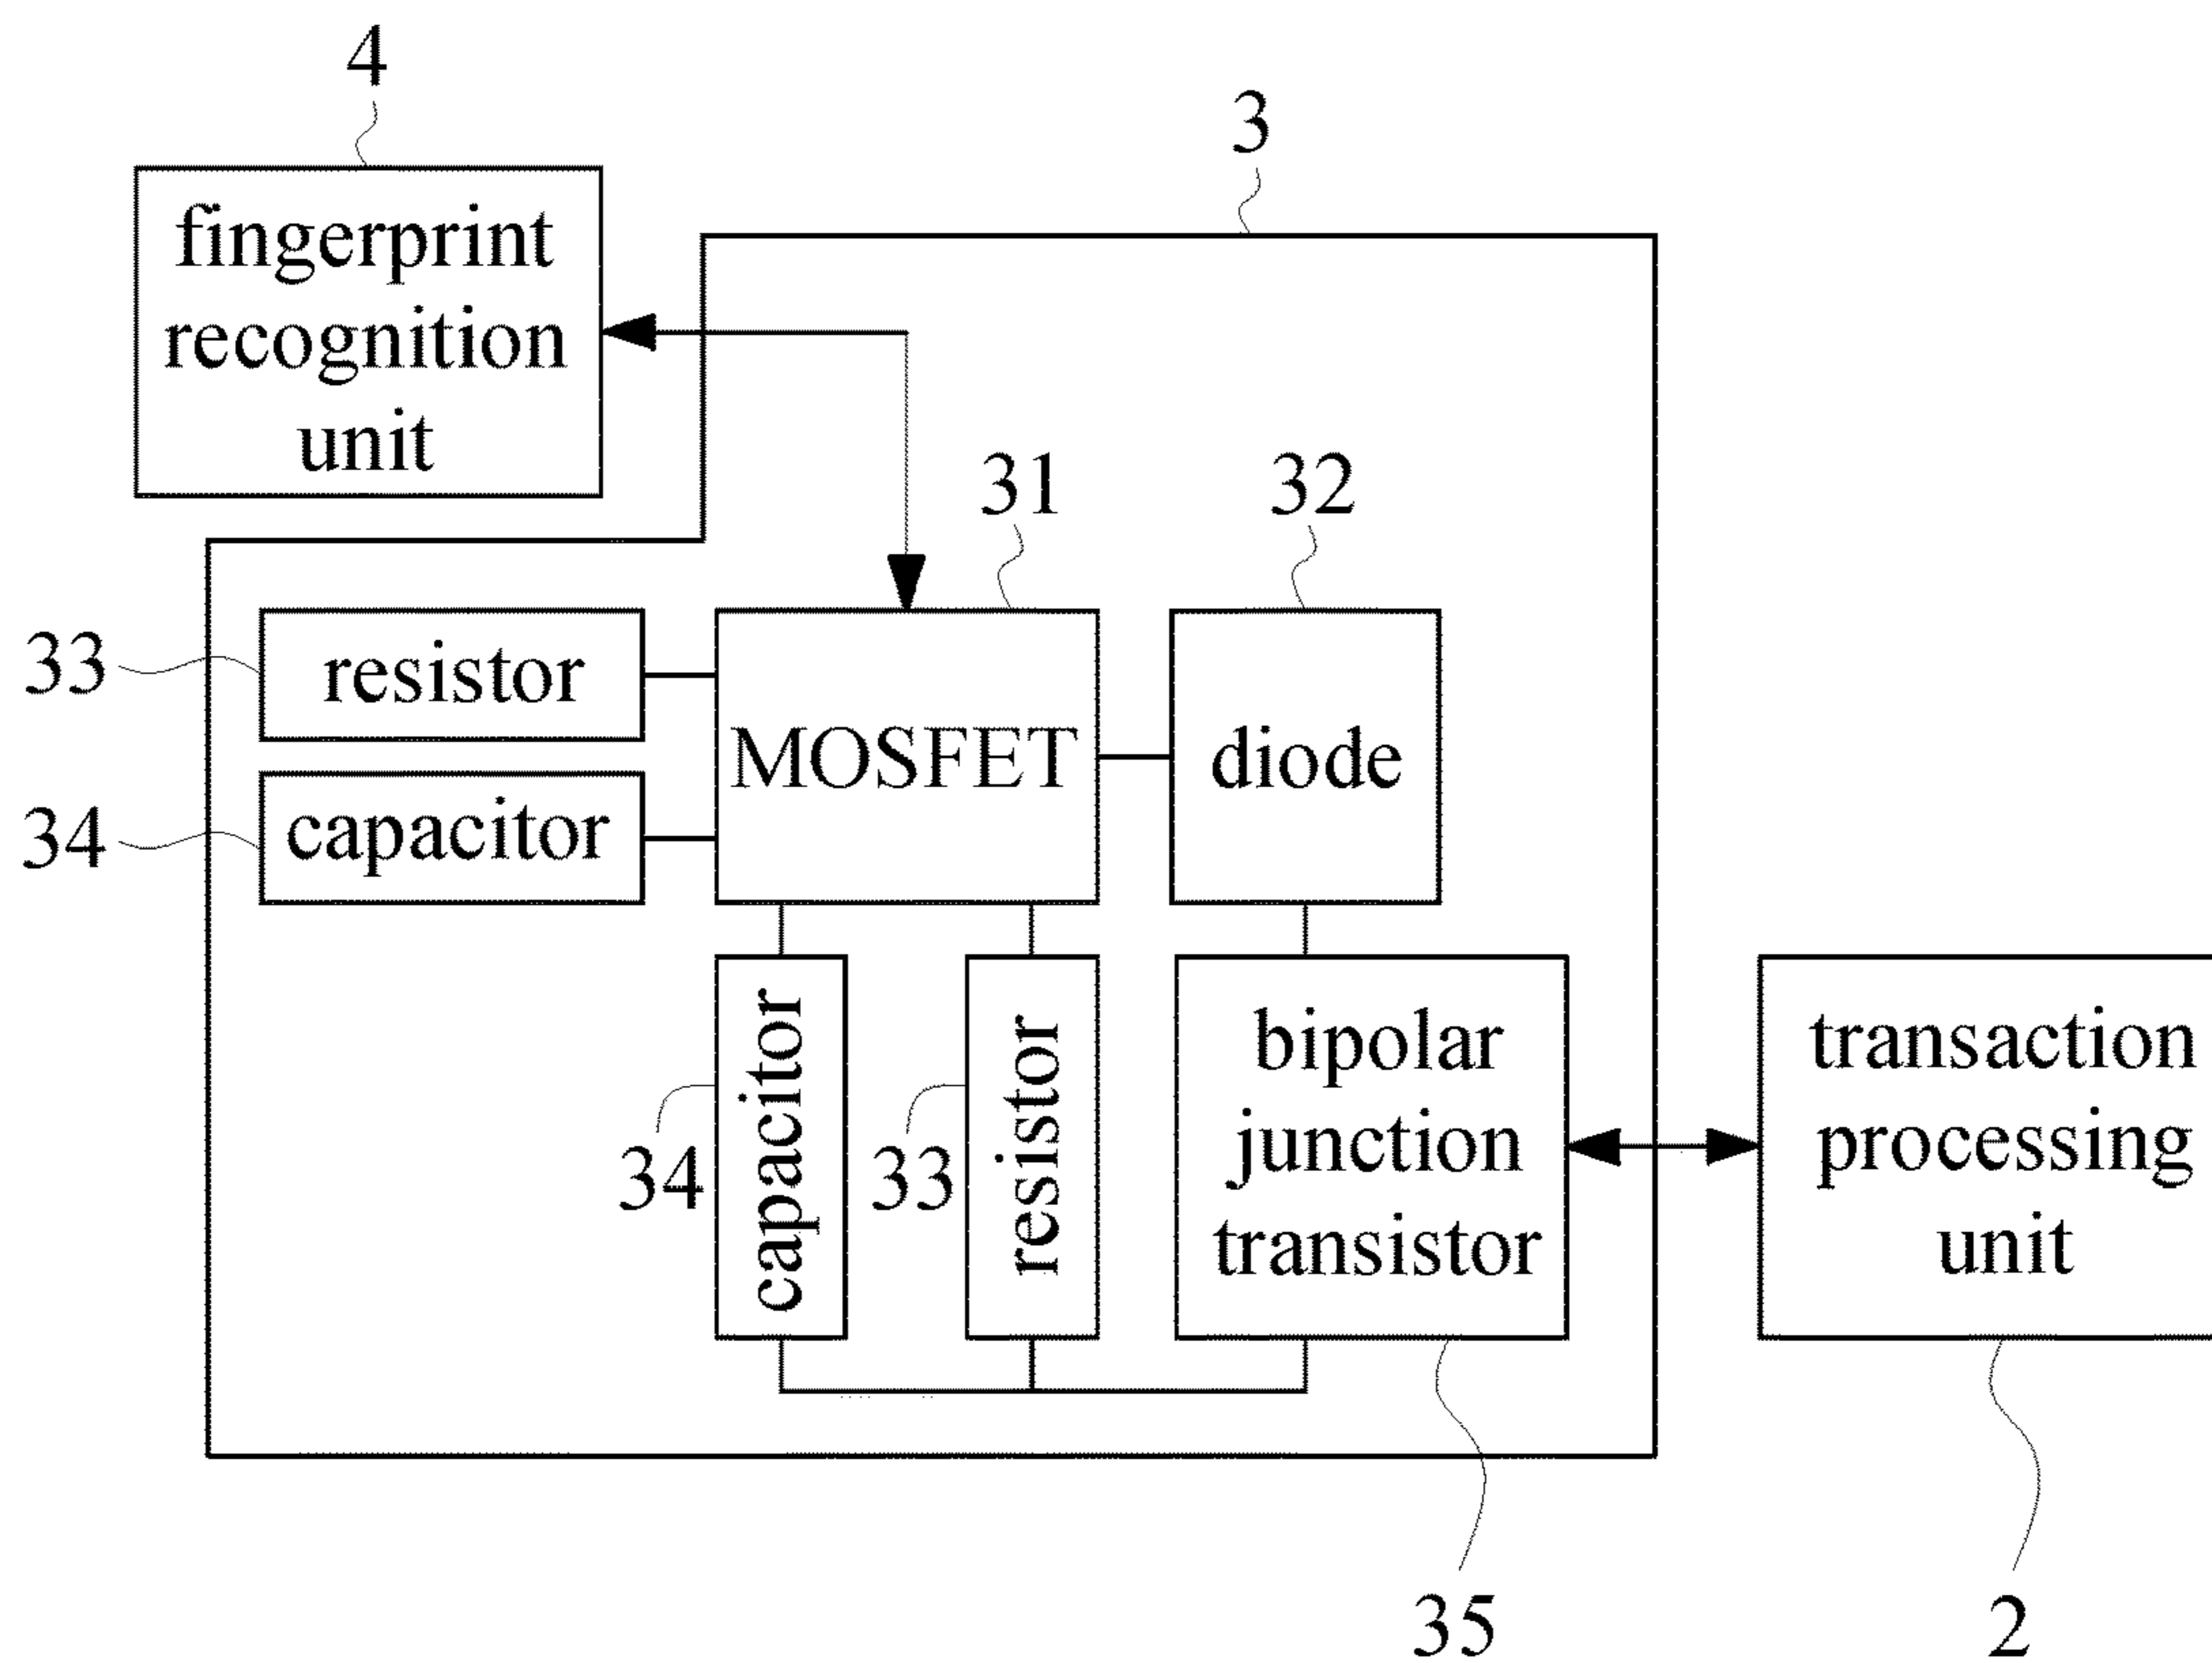 4
3
fingerprint
recognition
unit
31
32
33
resistor
MOSFET
diode
34
capacitor
34
capacitor
33
resistor
bipolar
junction
transistor
transaction
processing
unit
35
2